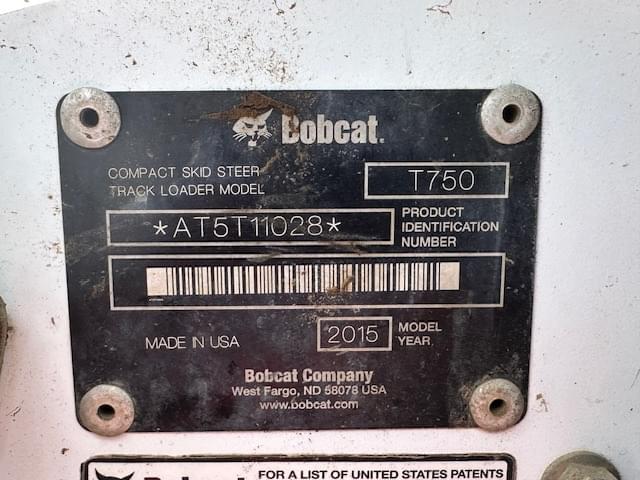 Bobcat.
COMPACT SKID STEER
TRACK LOADER MODEL
T750
*AT5T11028*
PRODUCT
IDENTIFICATION
NUMBER
MADE IN USA
2015
MODEL
YEAR.
Bobcat Company
West Fargo, ND 58078 USA
www.bobcat.com
Bobcat
FOR A LIST OF UNITED STATES PATENTS